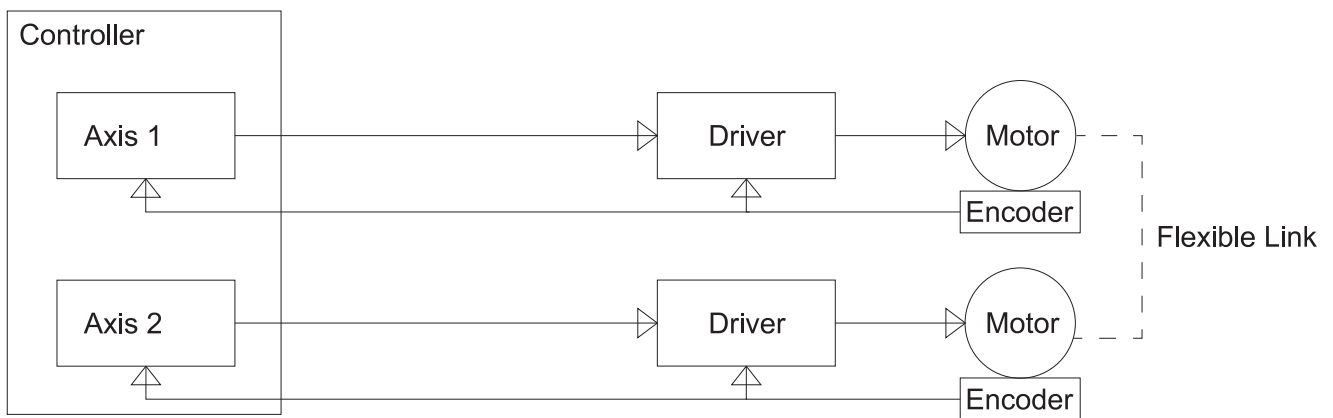 Controller
Axis 1
Driver
Motor
Encoder
Flexible Link
Axis 2
Driver
Motor
Encoder